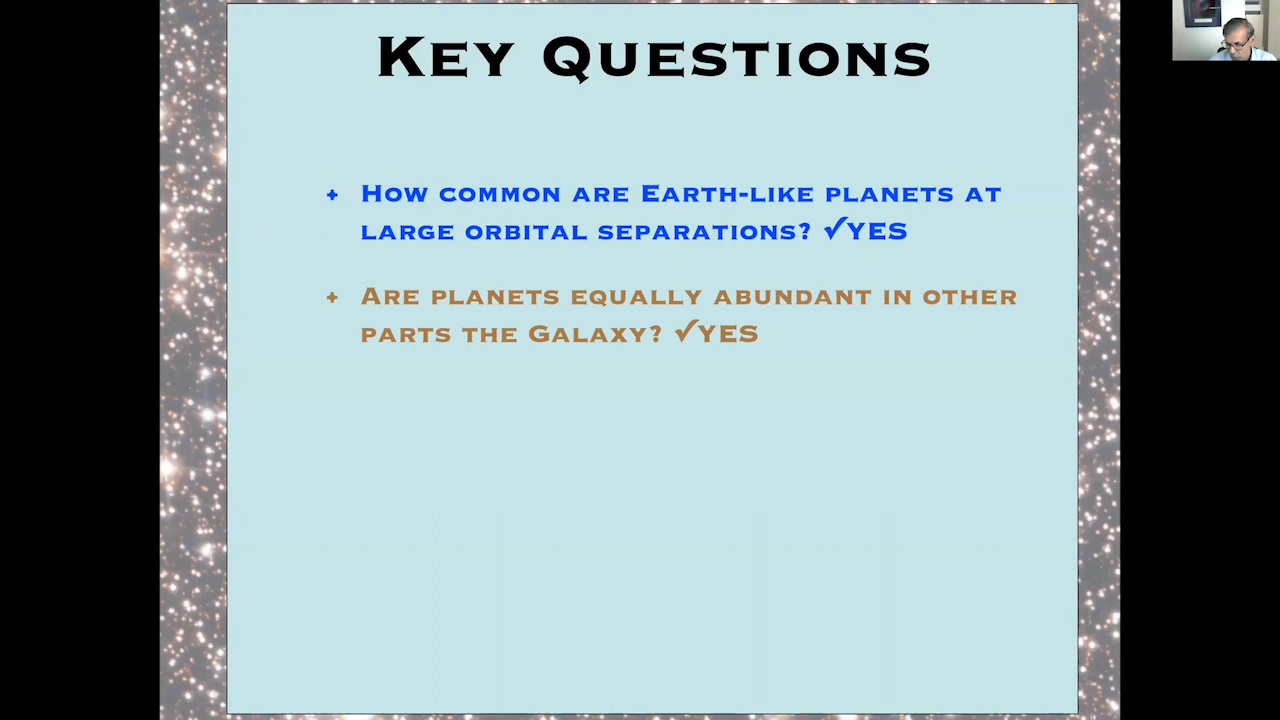 Key Questions
+ How common are Earth-like planets at
large orbital separations? ✓YES
+ Are planets equally abundant in other
parts the Galaxy? ✓YES